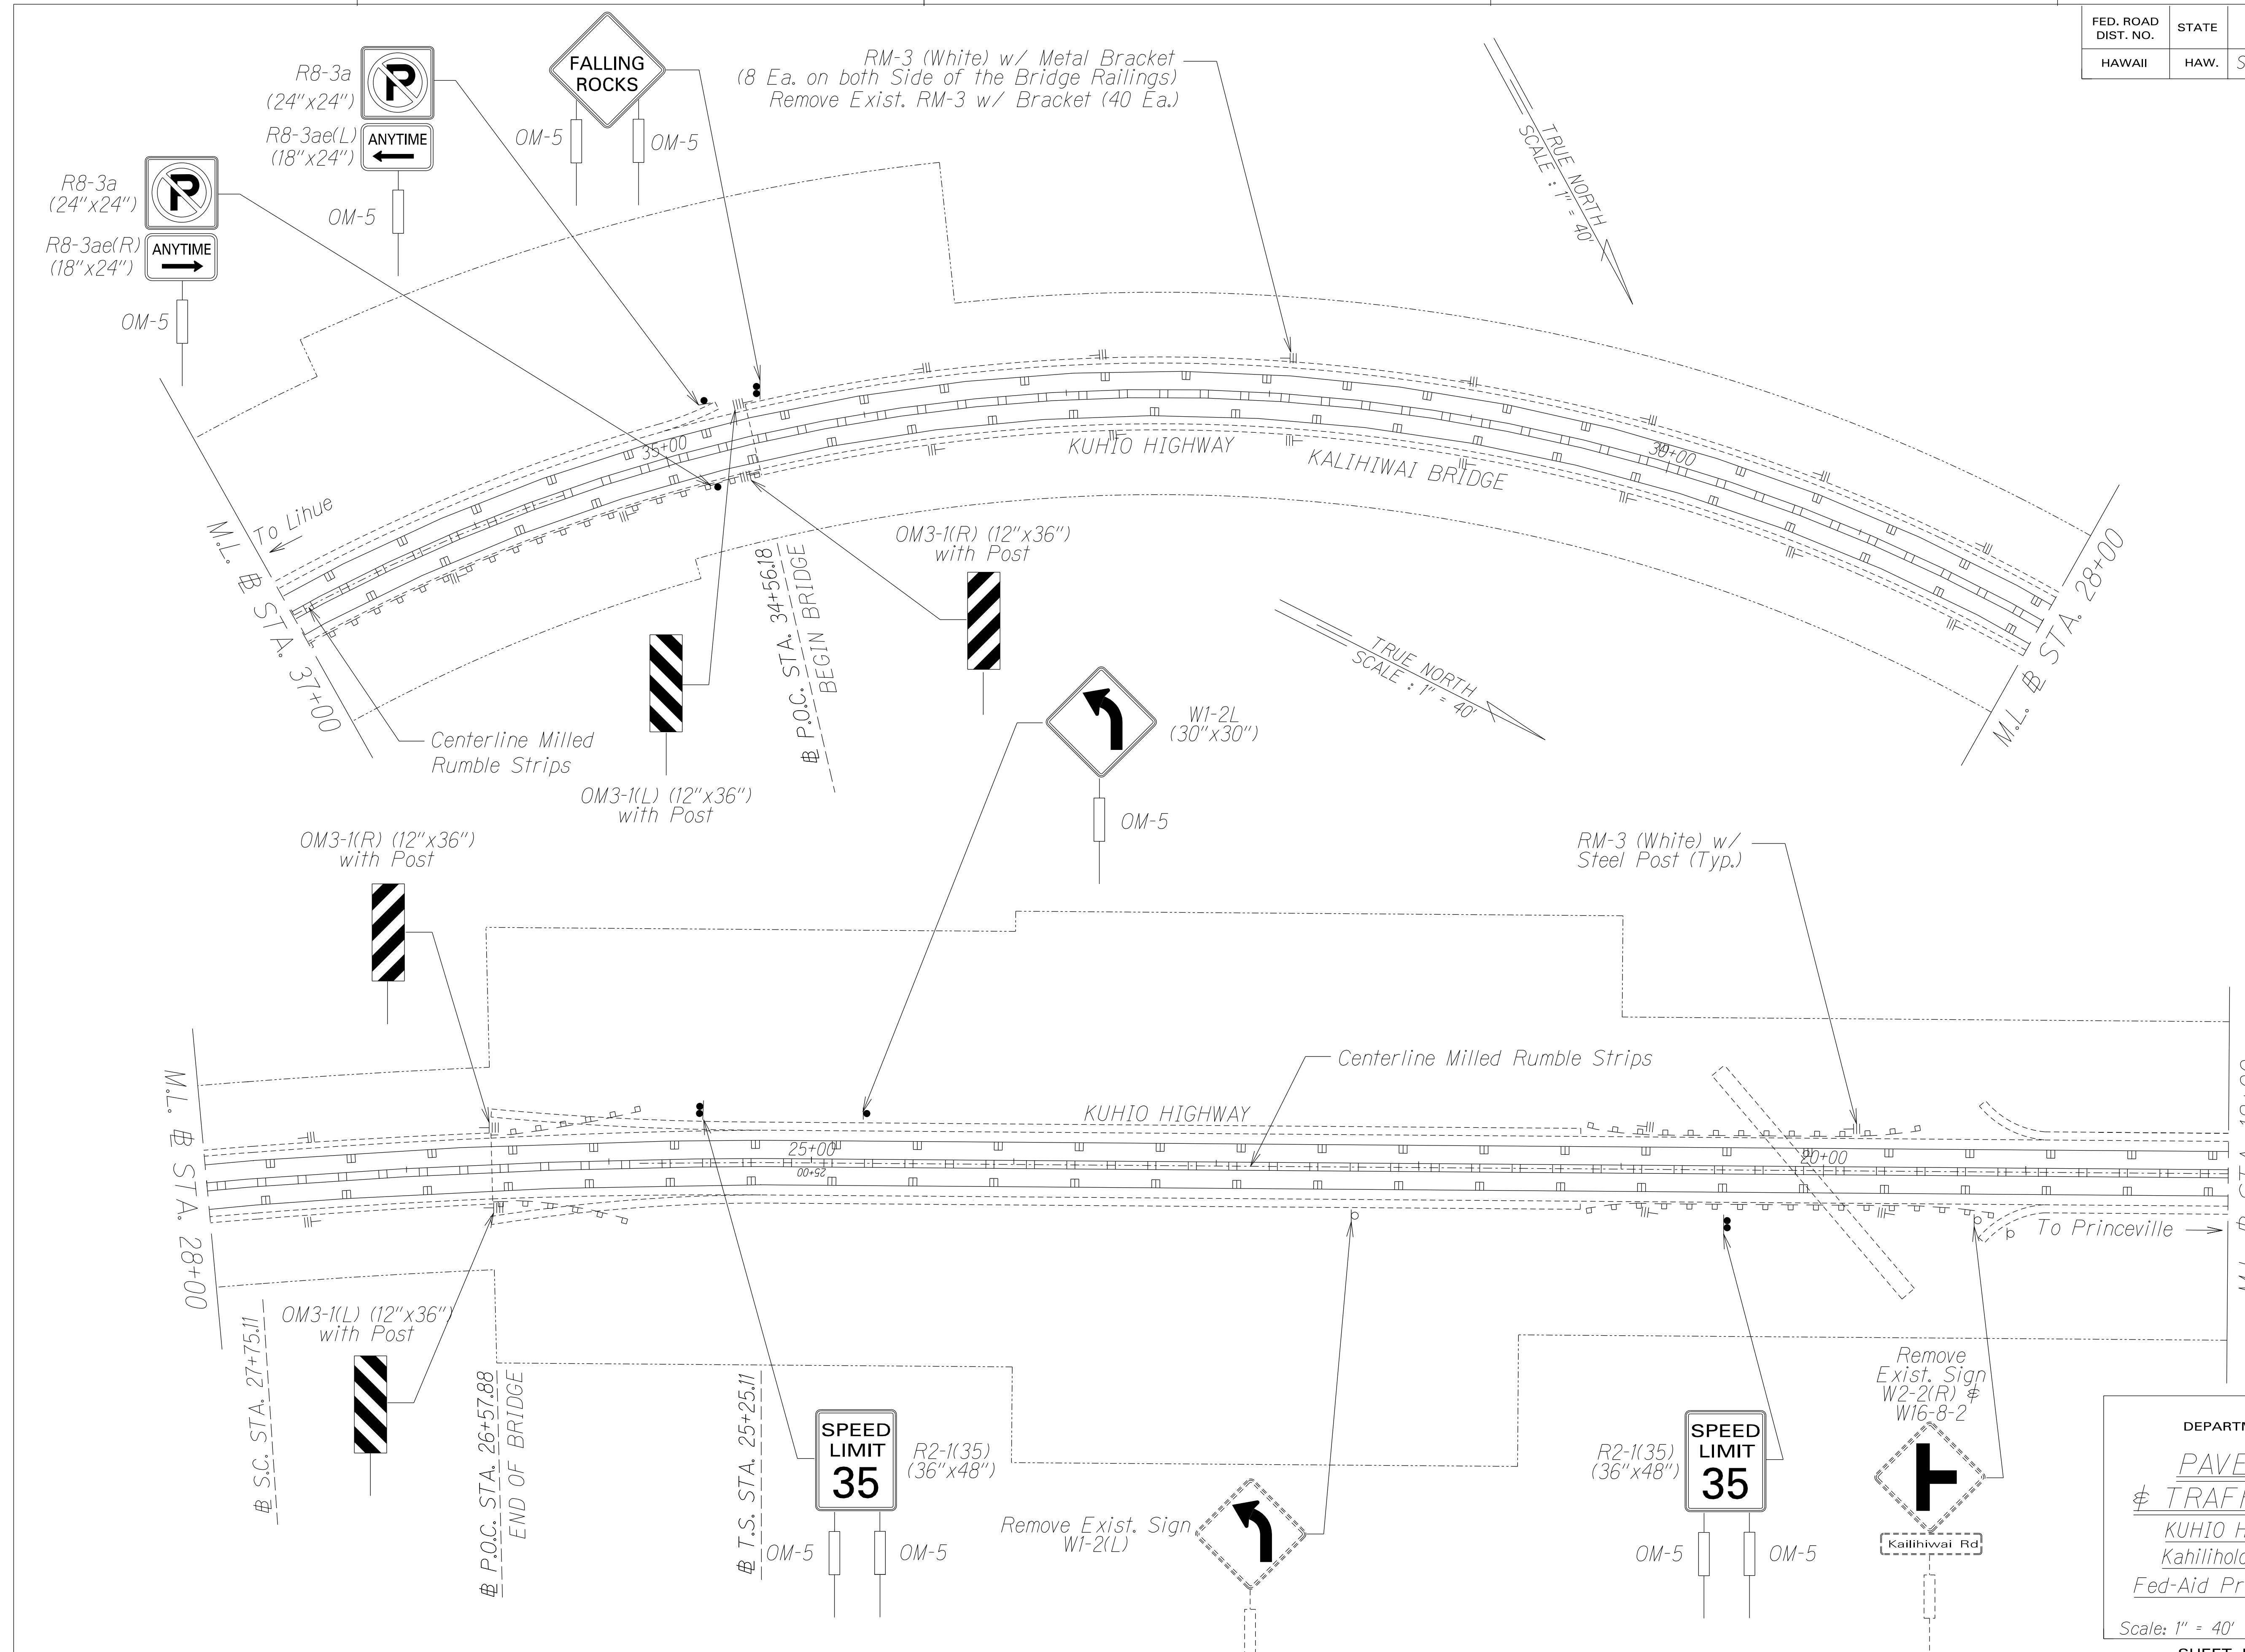 FED. ROAD
DIST. NO.
STATE
HAWAII
HAW.
R8-3a
(24"x24")
R8-3ae(L)
(18"x24")
ANYTIME
OM-5
FALLING
ROCKS
OM-5
OM-5
RM-3 (White) w/ Metal Bracket
(8 Ea. on both Side of the Bridge Railings)
Remove Exist. RM-3 w/ Bracket (40 Ea.)
TRUE NORTH
SCALE : 1" = 40'
R8-3a
(24"x24")
R8-3ae(R)
(18"x24")
ANYTIME
OM-5
35+00
KUHIO HIGHWAY
KALIHIWAI BRIDGE
30+00
To Lihue
M.L. B STA. 37+00
M.L. B STA. 28+00
OM3-1(R) (12"x36")
with Post
B P.O.C. STA. 34+56.18
BEGIN BRIDGE
TRUE NORTH
SCALE : 1" = 40'
Centerline Milled
Rumble Strips
OM3-1(L) (12"x36")
with Post
W1-2L
(30"x30")
OM-5
OM3-1(R) (12"x36")
with Post
RM-3 (White) w/
Steel Post (Typ.)
Centerline Milled Rumble Strips
KUHIO HIGHWAY
25+00
25+00
20+00
To Princeville
M.L. B STA. 28+00
OM3-1(L) (12"x36")
with Post
B S.C. STA. 27+75.11
B P.O.C. STA. 26+57.88
END OF BRIDGE
B T.S. STA. 25+25.11
SPEED
LIMIT
35
R2-1(35)
(36"x48")
OM-5
OM-5
Remove Exist. Sign
W1-2(L)
R2-1(35)
(36"x48")
SPEED
LIMIT
35
OM-5
OM-5
Remove
Exist. Sign
W2-2(R) &
W16-8-2
Kailihiwai Rd
KUHIO
Fed-Aid
Scale: 1" = 40'